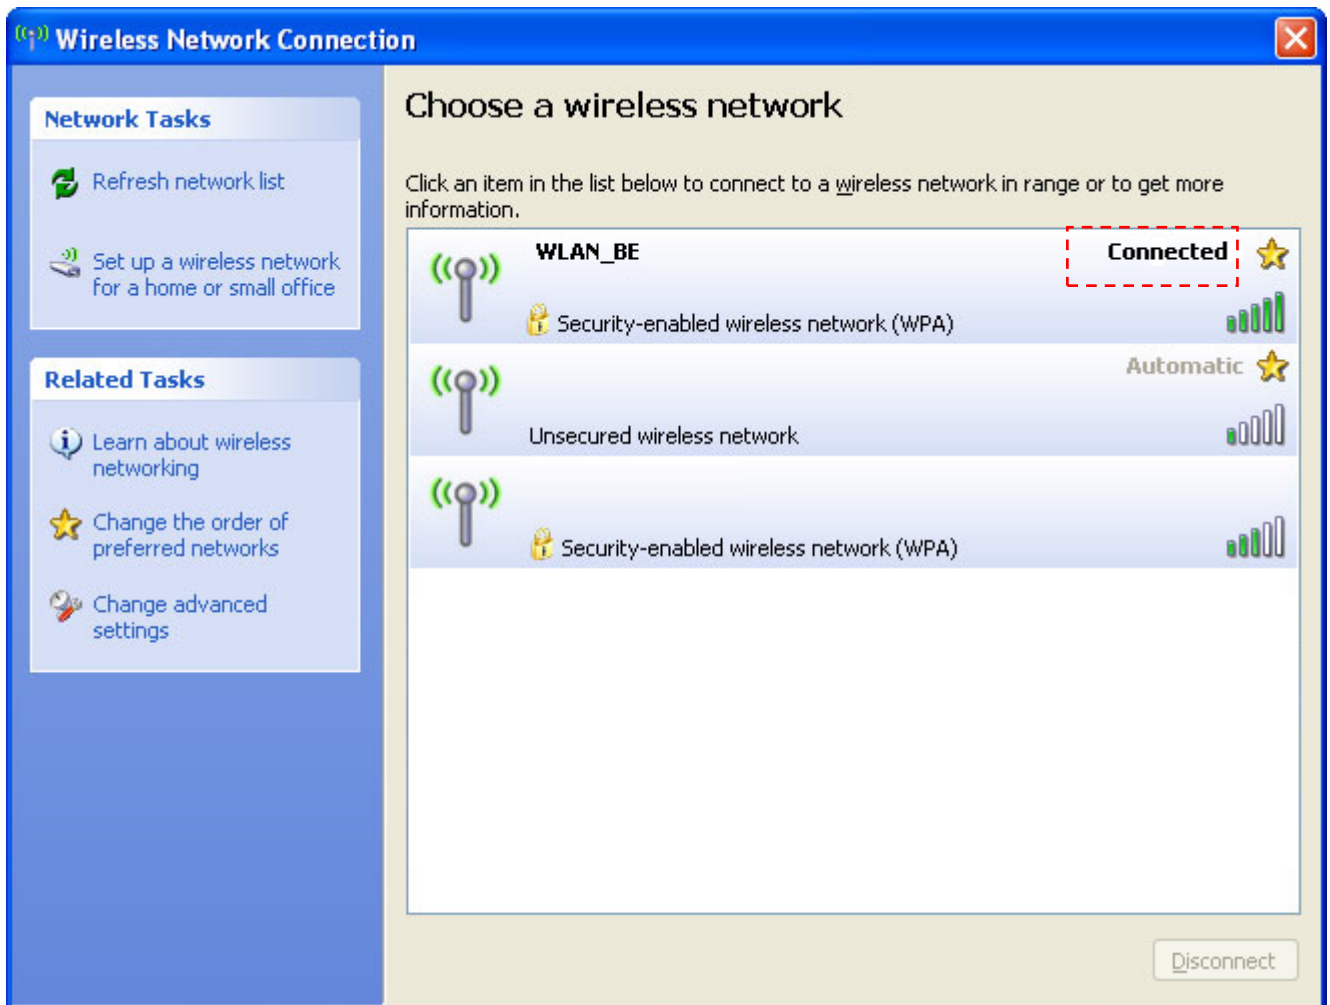 Wireless Network Connection
Network Tasks
Refresh network list
Set up a wireless network
for a home or small office
Related Tasks
Learn about wireless
networking
Change the order of
preferred networks
Change advanced
settings
Choose a wireless network
Click an item in the list below to connect to a wireless network in range or to get more
information.
WLAN_BE Connected
Security-enabled wireless network (WPA)
Automatic
Unsecured wireless network
Security-enabled wireless network (WPA)
Disconnect